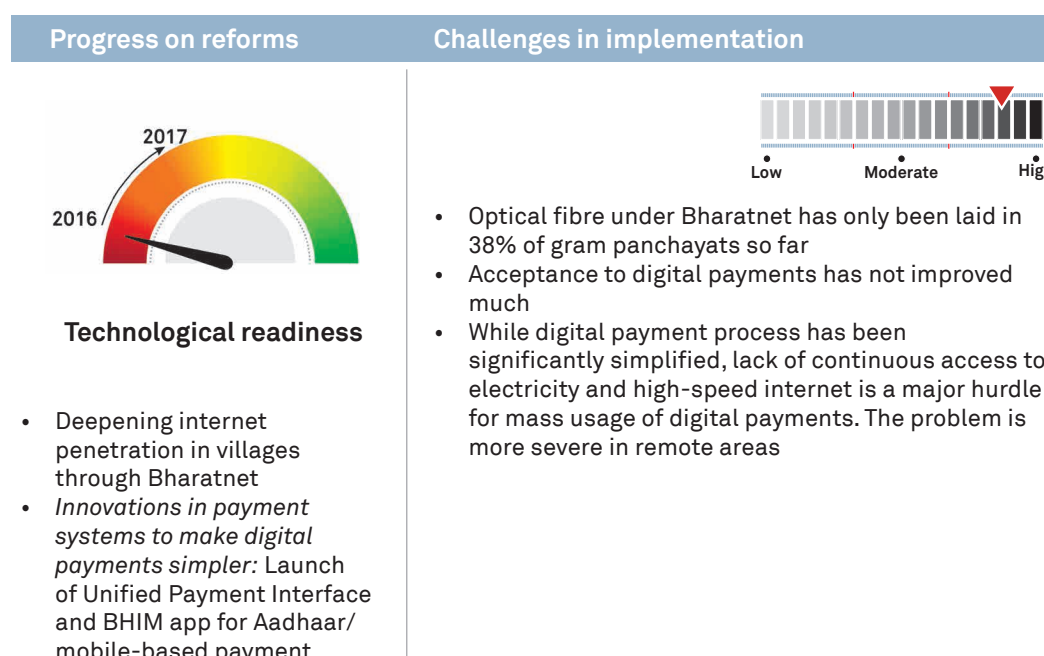 Progress on reforms
Challenges in implementation
2017
2016
Technological readiness
• Deepening internet
penetration in villages
through Bharatnet
• Innovations in payment
systems to make digital
payments simpler: Launch
of Unified Payment Interface
and BHIM app for Aadhaar/
mobile-based payment
Low
Moderate
Hig
• Optical fibre under Bharatnet has only been laid in
38% of gram panchayats so far
• Acceptance to digital payments has not improved
much
• While digital payment process has been
significantly simplified, lack of continuous access to
electricity and high-speed internet is a major hurdle
for mass usage of digital payments. The problem is
more severe in remote areas